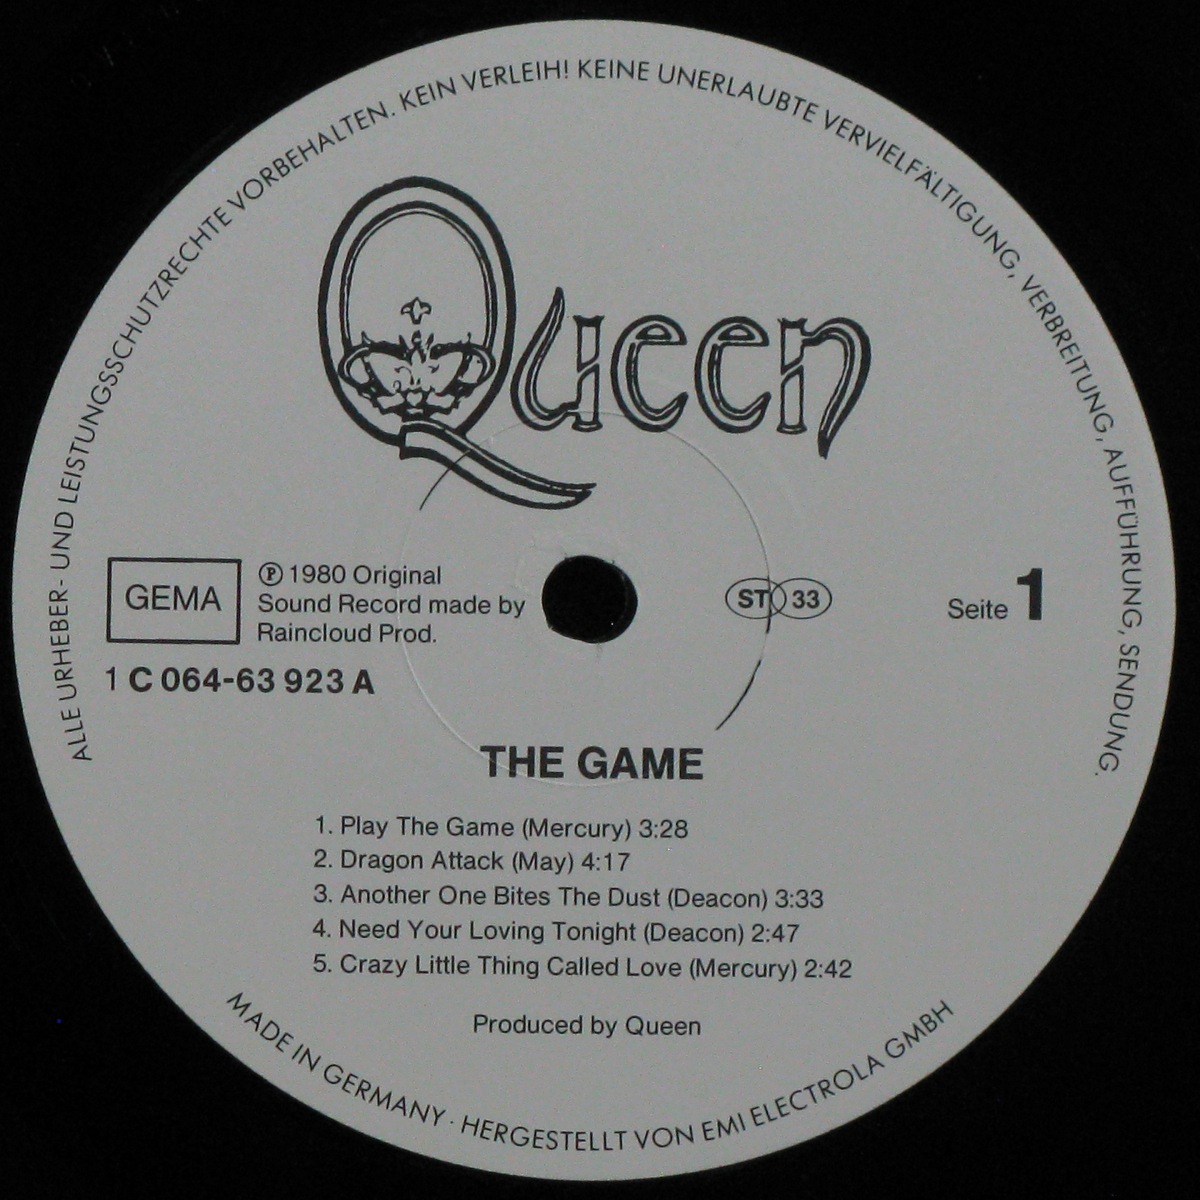 ALLE URHEBER- UND LEISTUNGSSCHUTZRECHTE VORBEHALTEN. KEIN VERLEIH! KEINE UNERLAUBTE VERVIELFÄLTIGUNG, VERBREITUNG, AUFFÜHRUNG, SENDUNG.
Queen
GEMA
℗ 1980 Original
Sound Record made by
Raincloud Prod.
1 C 064-63 923 A
ST 33
Seite 1
THE GAME
1. Play The Game (Mercury) 3:28
2. Dragon Attack (May) 4:17
3. Another One Bites The Dust (Deacon) 3:33
4. Need Your Loving Tonight (Deacon) 2:47
5. Crazy Little Thing Called Love (Mercury) 2:42
Produced by Queen
MADE IN GERMANY · HERGESTELLT VON EMI ELECTROLA GMBH